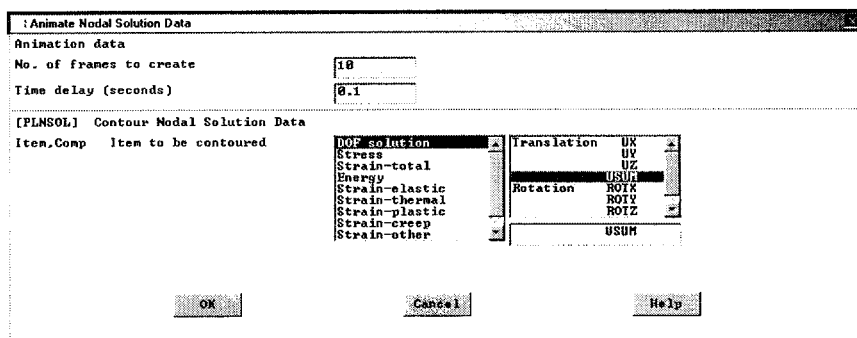 : Animate Nodal Solution Data
Animation data
No. of frames to create 10
Time delay (seconds) 0.1
[PLNSOL] Contour Nodal Solution Data
Item,Comp Item to be contoured DOF solution Translation UX
Stress UY
Strain-total UZ
Energy USUM
Strain-elastic Rotation ROTX
Strain-thermal ROTY
Strain-plastic ROTZ
Strain-creep
Strain-other USUM
OK Cancel Help